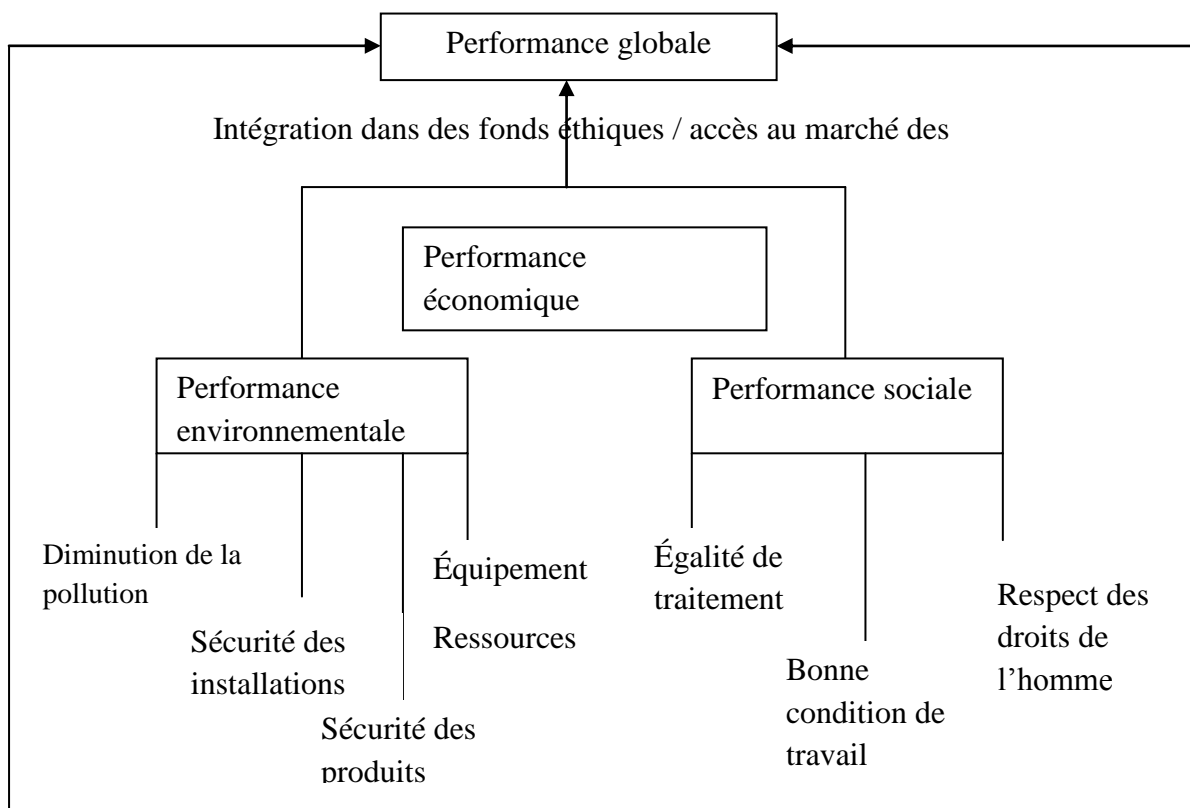 Performance globale
Intégration dans des fonds éthiques / accès au marché des
Performance
économique
Performance
environnementale
Performance sociale
Diminution de la
pollution
Sécurité des
installations
Sécurité des
produits
Équipement
Ressources
Égalité de
traitement
Bonne
condition de
travail
Respect des
droits de
l’homme